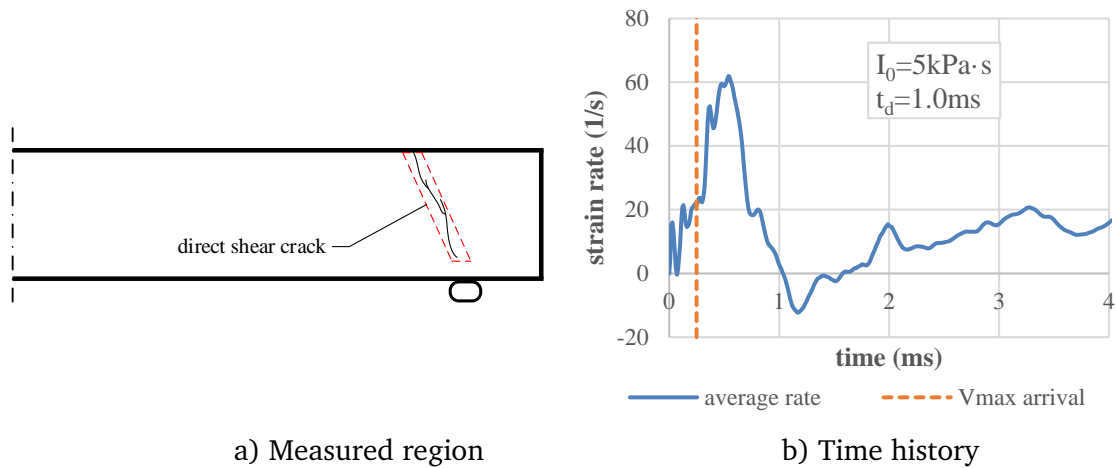 direct shear crack
80
60
40
20
0
-20
0
1
2
3
4
strain rate (1/s)
I₀=5kPa·s
t_d=1.0ms
time (ms)
average rate
Vmax arrival
a) Measured region
b) Time history